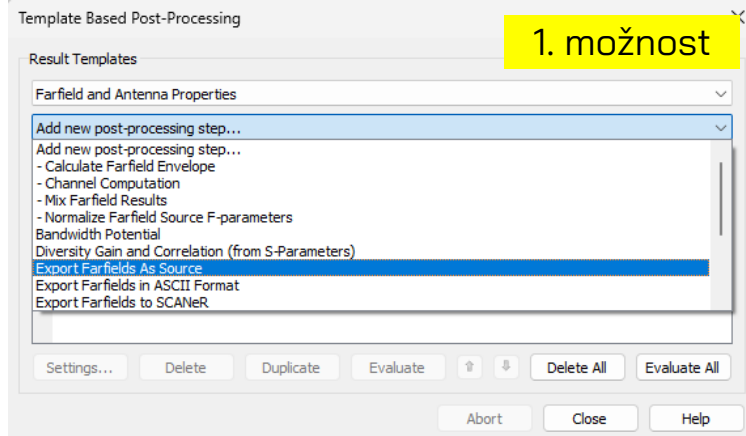 Template Based Post-Processing
1. možnost
Result Templates
Farfield and Antenna Properties
Add new post-processing step...
Add new post-processing step...
- Calculate Farfield Envelope
- Channel Computation
- Mix Farfield Results
- Normalize Farfield Source F-parameters
Bandwidth Potential
Diversity Gain and Correlation (from S-Parameters)
Export Farfields As Source
Export Farfields in ASCII Format
Export Farfields to SCANeR
Settings... Delete Duplicate Evaluate Delete All Evaluate All
Abort Close Help